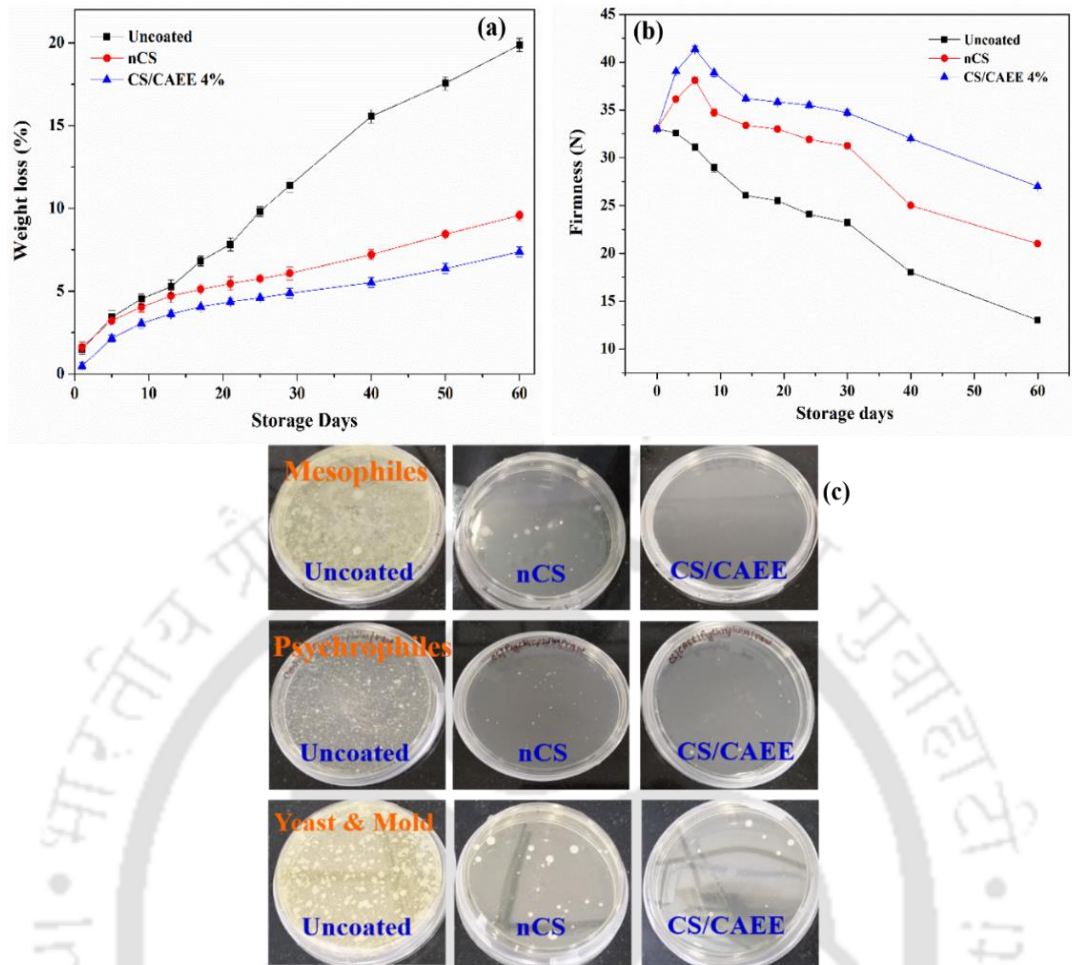 (a)
Uncoated
nCS
CS/CAEE 4%
Weight loss (%)
20
15
10
5
0
0 10 20 30 40 50 60
Storage Days
(b)
Uncoated
nCS
CS/CAEE 4%
Firmness (N)
45
40
35
30
25
20
15
10
0 10 20 30 40 50 60
Storage days
(c)
Mesophiles
Uncoated
nCS
CS/CAEE
Psychrophiles
Uncoated
nCS
CS/CAEE
Yeast & Mold
Uncoated
nCS
CS/CAEE